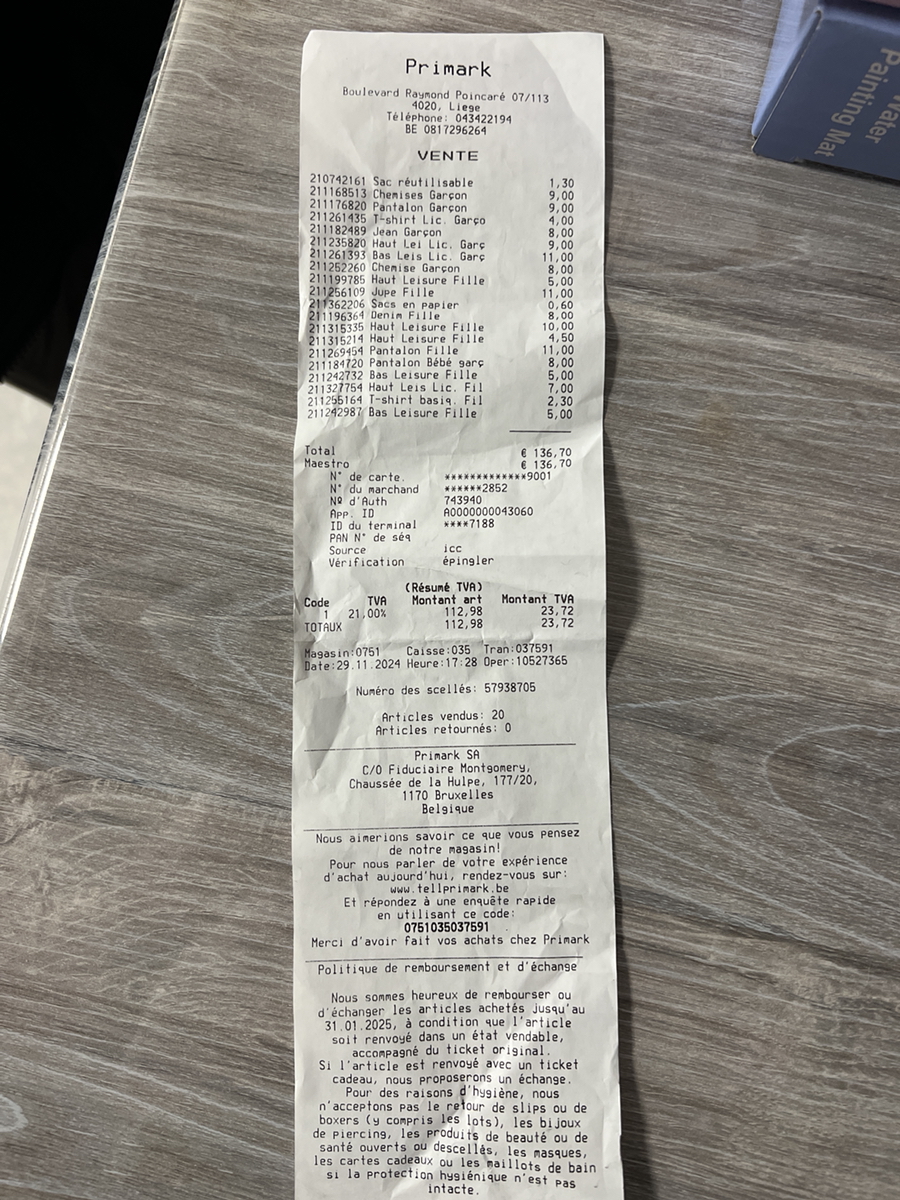 Primark
Boulevard Raymond Poincaré 07/113
4020, Liege
Téléphone: 043422194
BE 0817296264
VENTE
210742161 Sac réutilisable 1,30
211168513 Chemises Garçon 9,00
211176820 Pantalon Garçon 9,00
211261435 T-shirt Lic. Garço 4,00
211182489 Jean Garçon 8,00
211235820 Haut Lei Lic. Garç 9,00
211261393 Bas Leis Lic. Garç 11,00
211252260 Chemise Garçon 8,00
211199785 Haut Leisure Fille 5,00
211256109 Jupe Fille 11,00
211362206 Sacs en papier 0,60
211196364 Denim Fille 8,00
211315335 Haut Leisure Fille 10,00
211315214 Haut Leisure Fille 4,50
211269454 Pantalon Fille 11,00
211184720 Pantalon Bébé garç 8,00
211242732 Bas Leisure Fille 5,00
211327754 Haut Leis Lic. Fil 7,00
211255164 T-shirt basiq. Fil 2,30
211242987 Bas Leisure Fille 5,00
Total € 136,70
Maestro € 136,70
N° de carte. *************9001
N° du marchand ******2852
Nº d'Auth 743940
App. ID A0000000043060
ID du terminal ****7188
PAN N° de séq
Source icc
Vérification épingler
(Résumé TVA)
Code TVA Montant art Montant TVA
1 21,00% 112,98 23,72
TOTAUX 112,98 23,72
Magasin:0751 Caisse:035 Tran:037591
Date:29.11.2024 Heure:17:28 Oper:10527365
Numéro des scellés: 57938705
Articles vendus: 20
Articles retournés: 0
Primark SA
C/O Fiduciaire Montgomery,
Chaussée de la Hulpe, 177/20,
1170 Bruxelles
Belgique
Nous aimerions savoir ce que vous pensez
de notre magasin!
Pour nous parler de votre expérience
d'achat aujourd'hui, rendez-vous sur:
www.tellprimark.be
Et répondez à une enquête rapide
en utilisant ce code:
0751035037591
Merci d'avoir fait vos achats chez Primark
Politique de remboursement et d'échange
Nous sommes heureux de rembourser ou
d'échanger les articles achetés jusqu'au
31.01.2025, à condition que l'article
soit renvoyé dans un état vendable,
accompagné du ticket original.
Si l'article est renvoyé avec un ticket
cadeau, nous proposerons un échange.
Pour des raisons d'hygiène, nous
n'acceptons pas le retour de slips ou de
boxers (y compris les lots), les bijoux
de piercing, les produits de beauté ou de
santé ouverts ou descellés, les masques,
les cartes cadeaux ou les maillots de bain
si la protection hygiénique n'est pas
intacte.
Water
Painting Mat